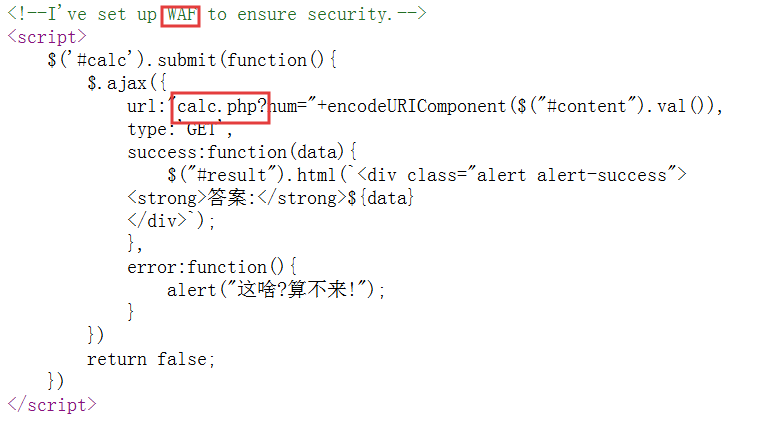 <!--I've set up WAF to ensure security.-->
<script>
    $('#calc').submit(function(){
        $.ajax({
            url:"calc.php?num="+encodeURIComponent($("#content").val()),
            type:'GET',
            success:function(data){
                $("#result").html(`<div class="alert alert-success">
            <strong>答案:</strong>${data}
            </div>`);
            },
            error:function(){
                alert("这啥?算不来!");
            }
        })
        return false;
    })
</script>